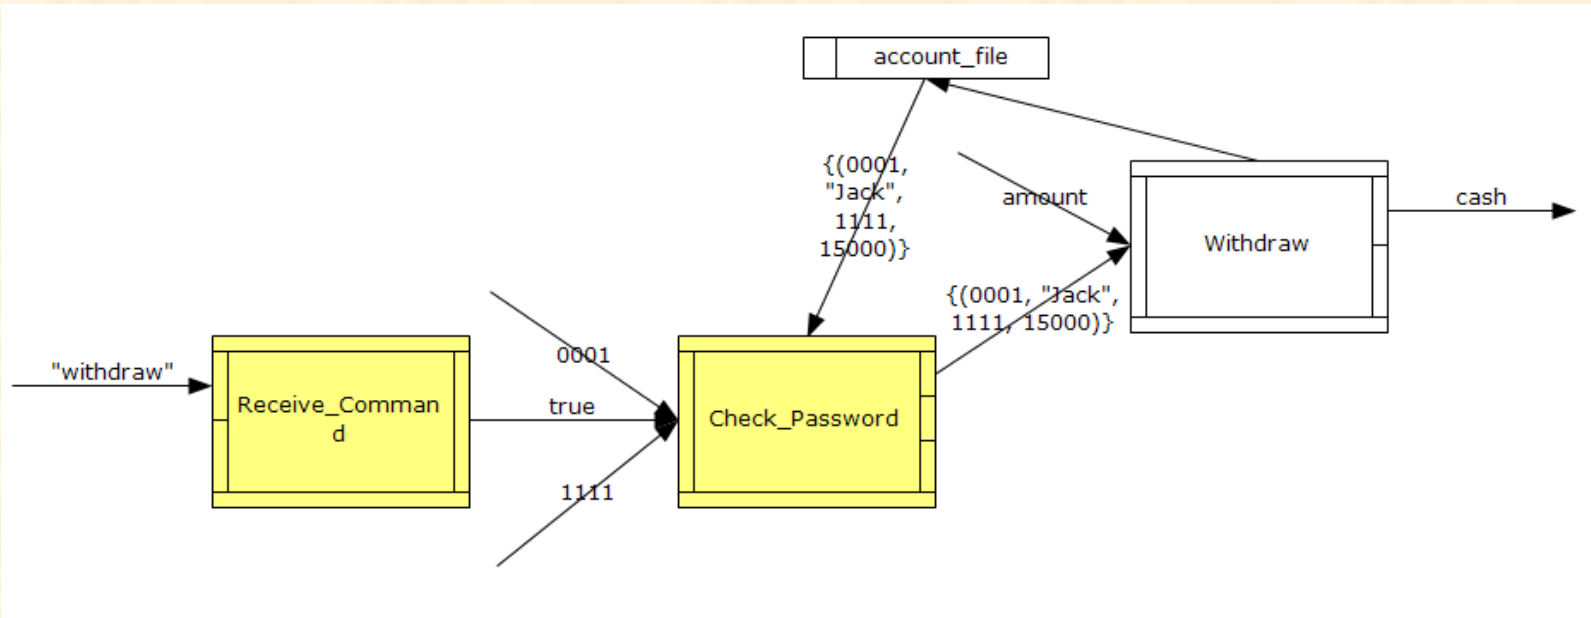 account_file
{(0001,
"Jack",
1111,
15000)}
amount
cash
Withdraw
{(0001, "Jack",
1111, 15000)}
0001
"withdraw"
Receive_Comman
d
true
Check_Password
1111